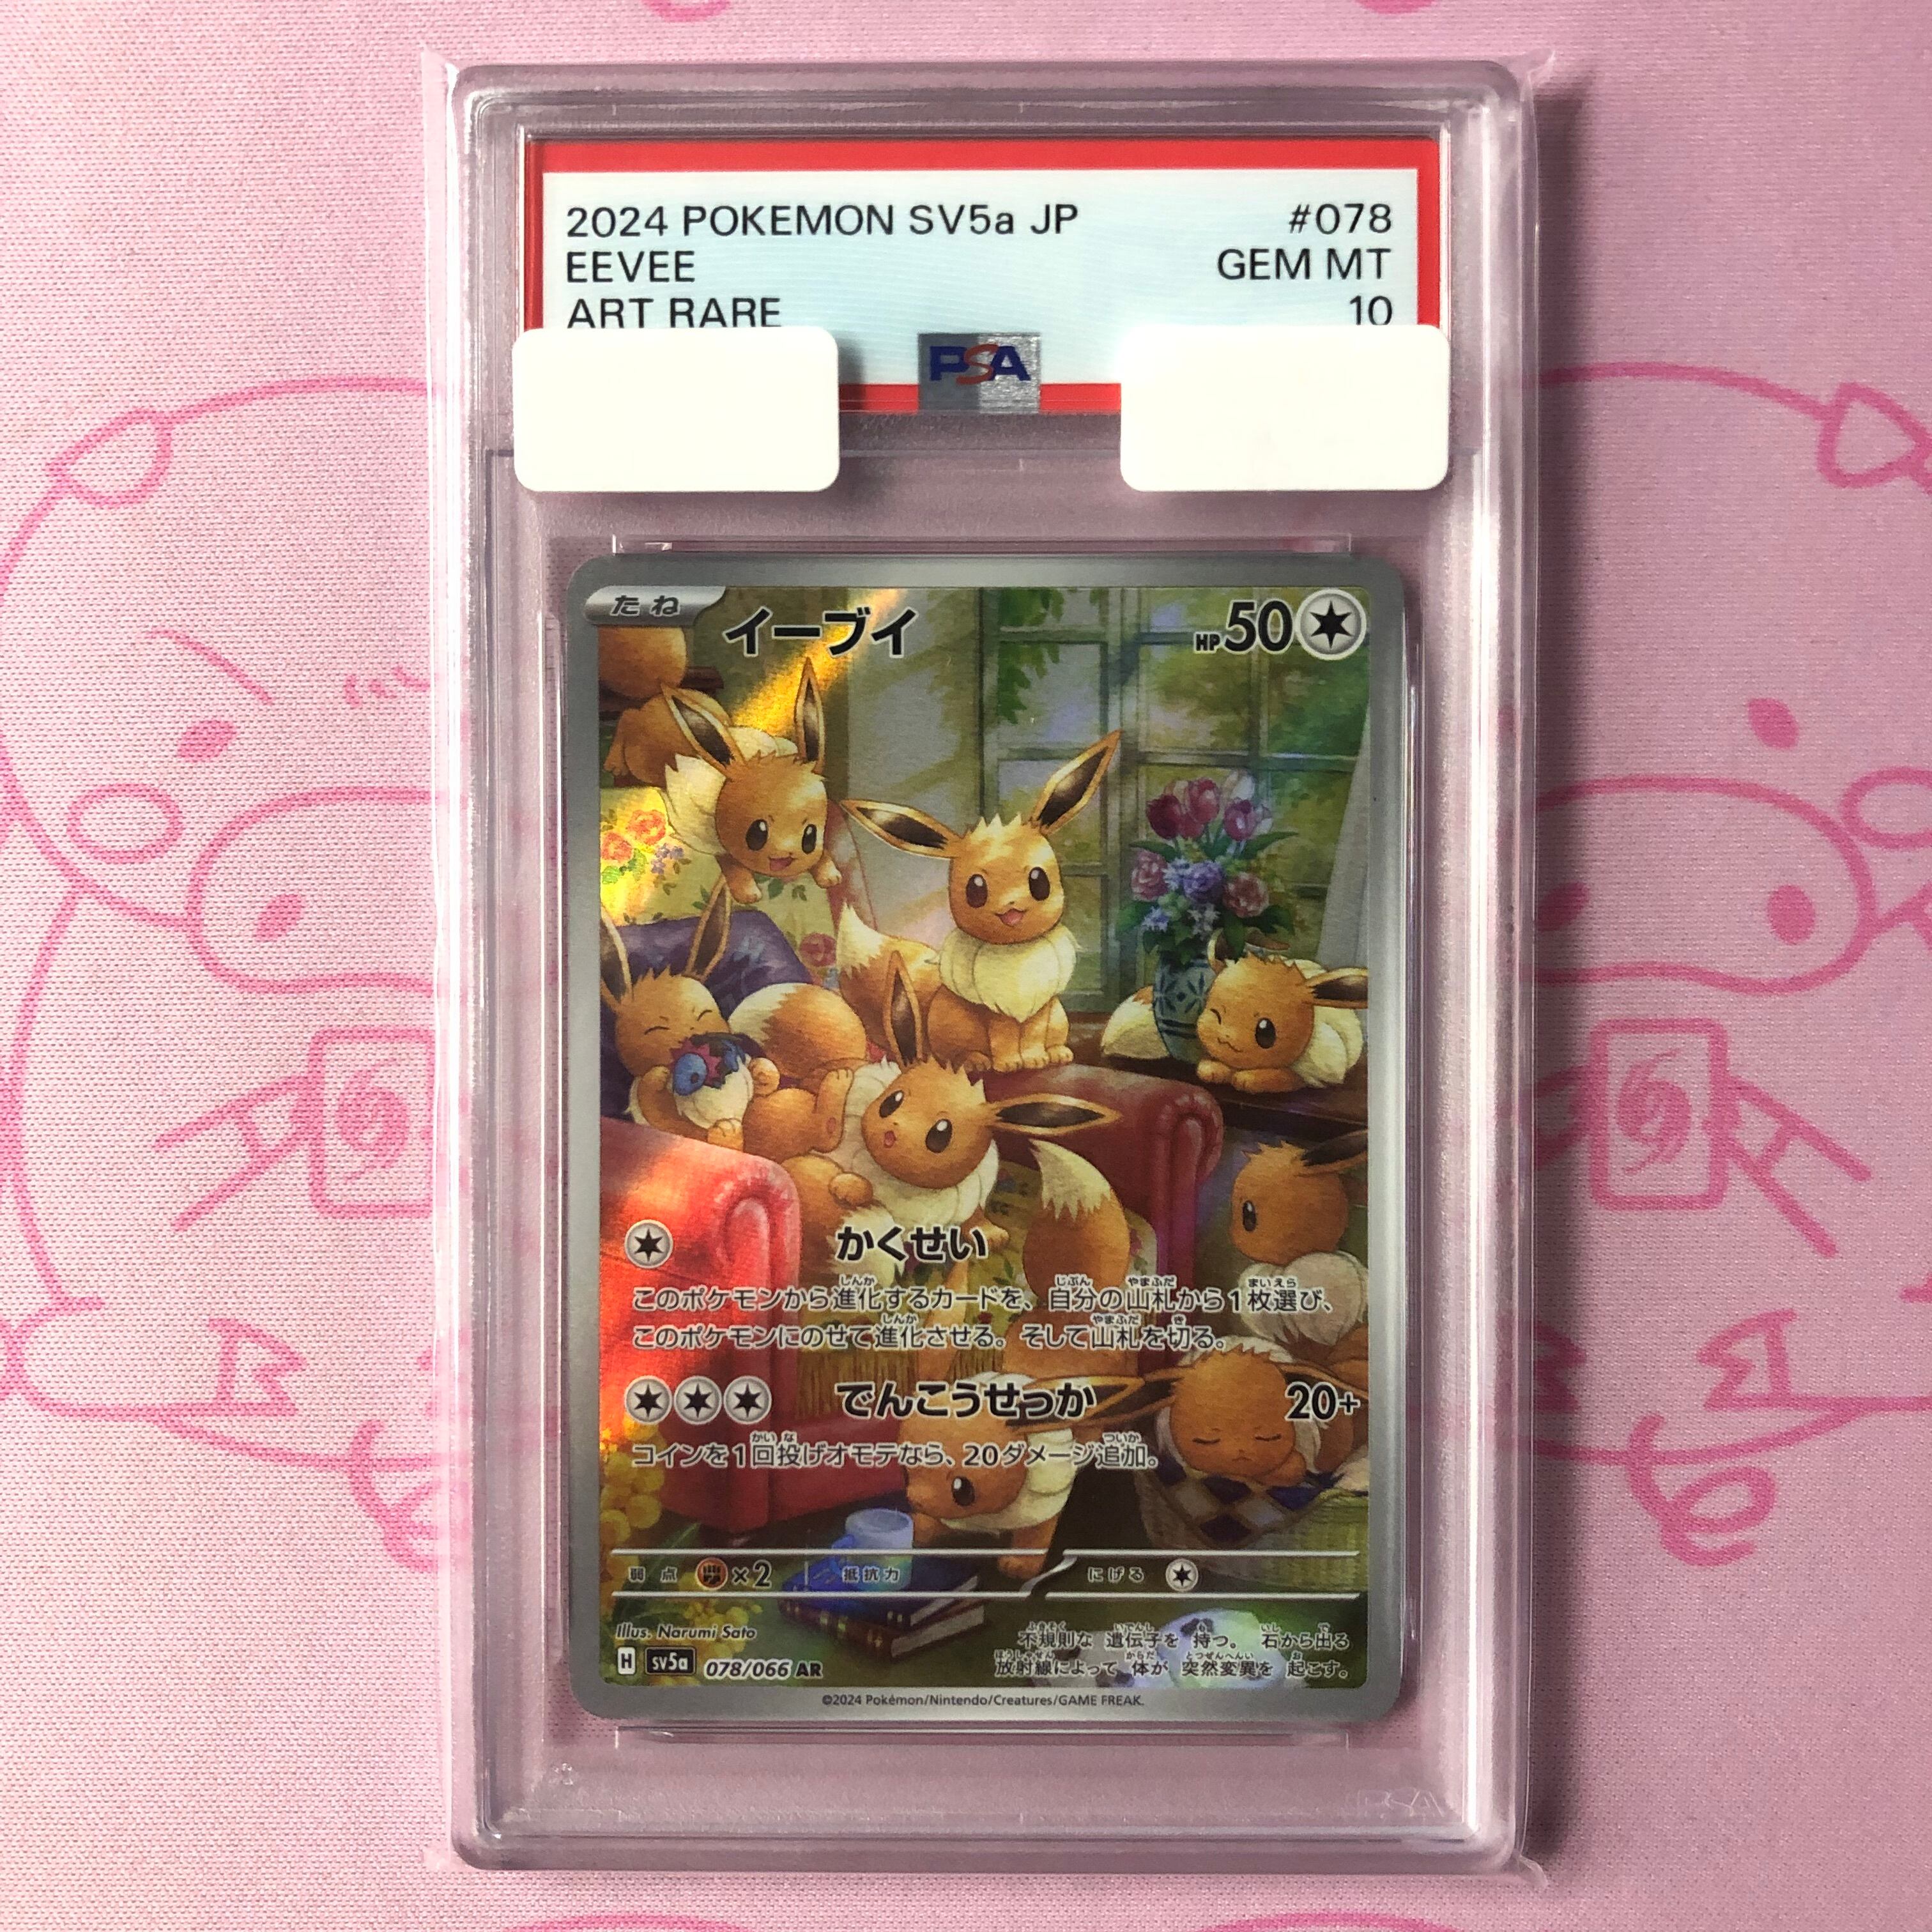 2024 POKEMON SV5a JP #078
EEVEE GEM MT
ART RARE 10
PSA
たね イーブイ HP50
かくせい
このポケモンから進化するカードを、自分の山札から1枚選び、
このポケモンにのせて進化させる。そして山札を切る。
でんこうせっか 20+
コインを1回投げオモテなら、20ダメージ追加。
弱点 ×2 抵抗力 にげる
Illus. Narumi Sato
不規則な 遺伝子を 持つ。 石から出る
放射線によって 体が 突然変異を 起こす。
H sv5a 078/066 AR
©2024 Pokémon/Nintendo/Creatures/GAME FREAK.
PSA